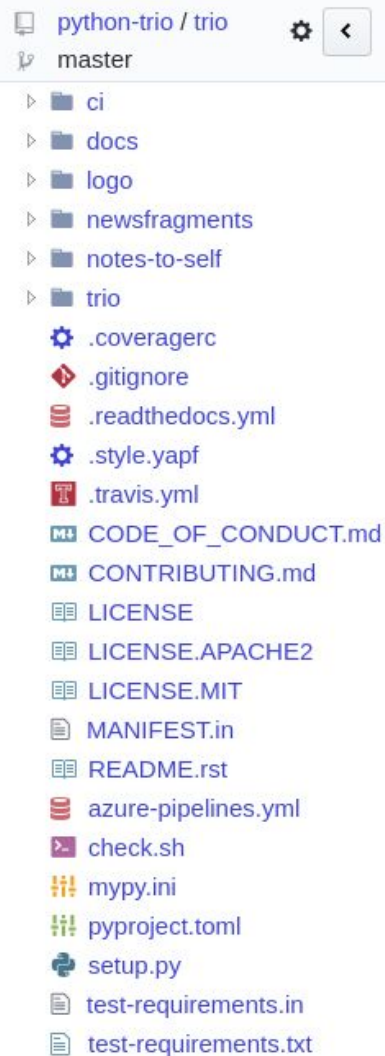 python-trio / trio
master
ci
docs
logo
newsfragments
notes-to-self
trio
.coveragerc
.gitignore
.readthedocs.yml
.style.yapf
.travis.yml
CODE_OF_CONDUCT.md
CONTRIBUTING.md
LICENSE
LICENSE.APACHE2
LICENSE.MIT
MANIFEST.in
README.rst
azure-pipelines.yml
check.sh
mypy.ini
pyproject.toml
setup.py
test-requirements.in
test-requirements.txt